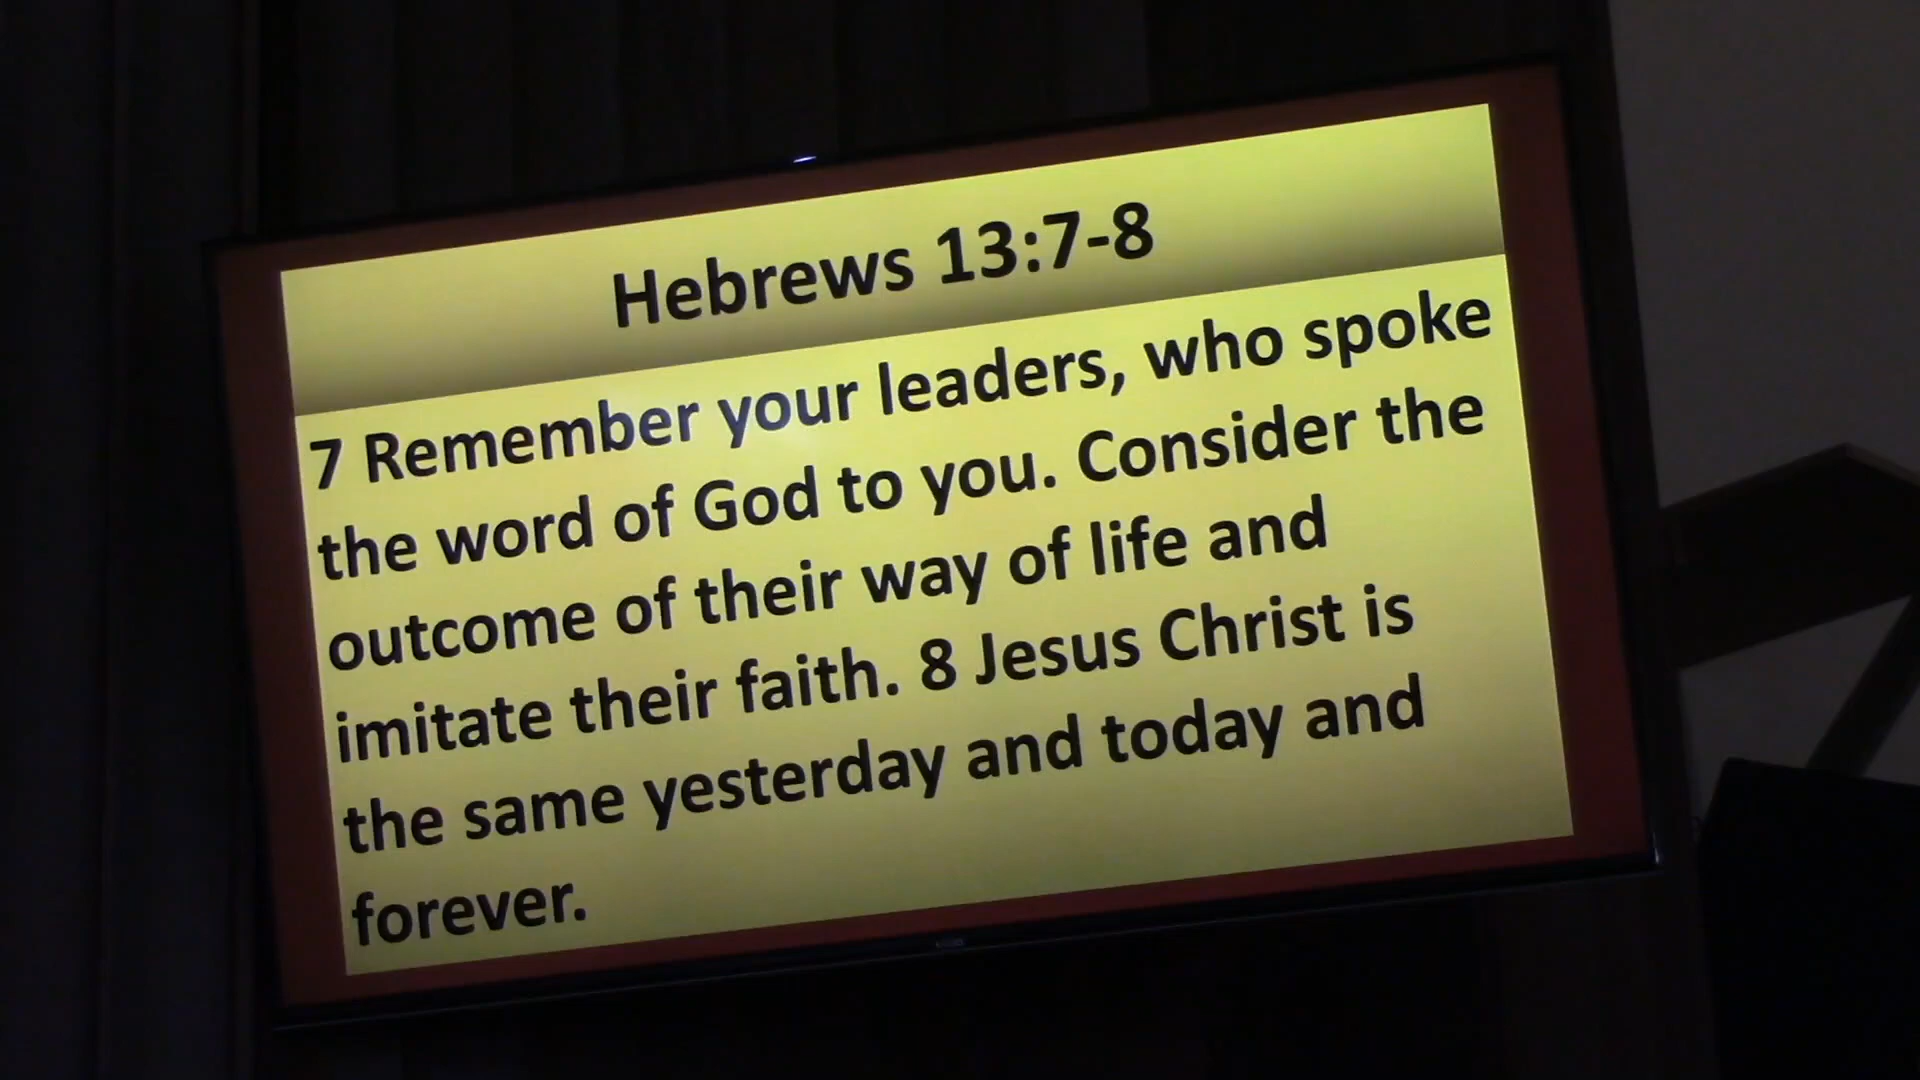 Hebrews 13:7-8
7 Remember your leaders, who spoke
the word of God to you. Consider the
outcome of their way of life and
imitate their faith. 8 Jesus Christ is
the same yesterday and today and
forever.